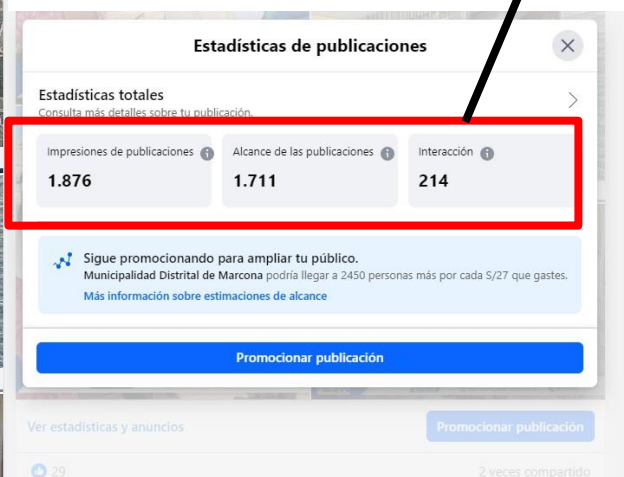 Estadísticas de publicaciones
Estadísticas totales
Consulta más detalles sobre tu publicación.
Impresiones de publicaciones
Alcance de las publicaciones
Interacción
1.876
1.711
214
Sigue promocionando para ampliar tu público.
Municipalidad Distrital de Marcona podría llegar a 2450 personas más por cada S/27 que gastes.
Más información sobre estimaciones de alcance
Promocionar publicación
Ver estadísticas y anuncios
Promocionar publicación
29
2 veces compartido